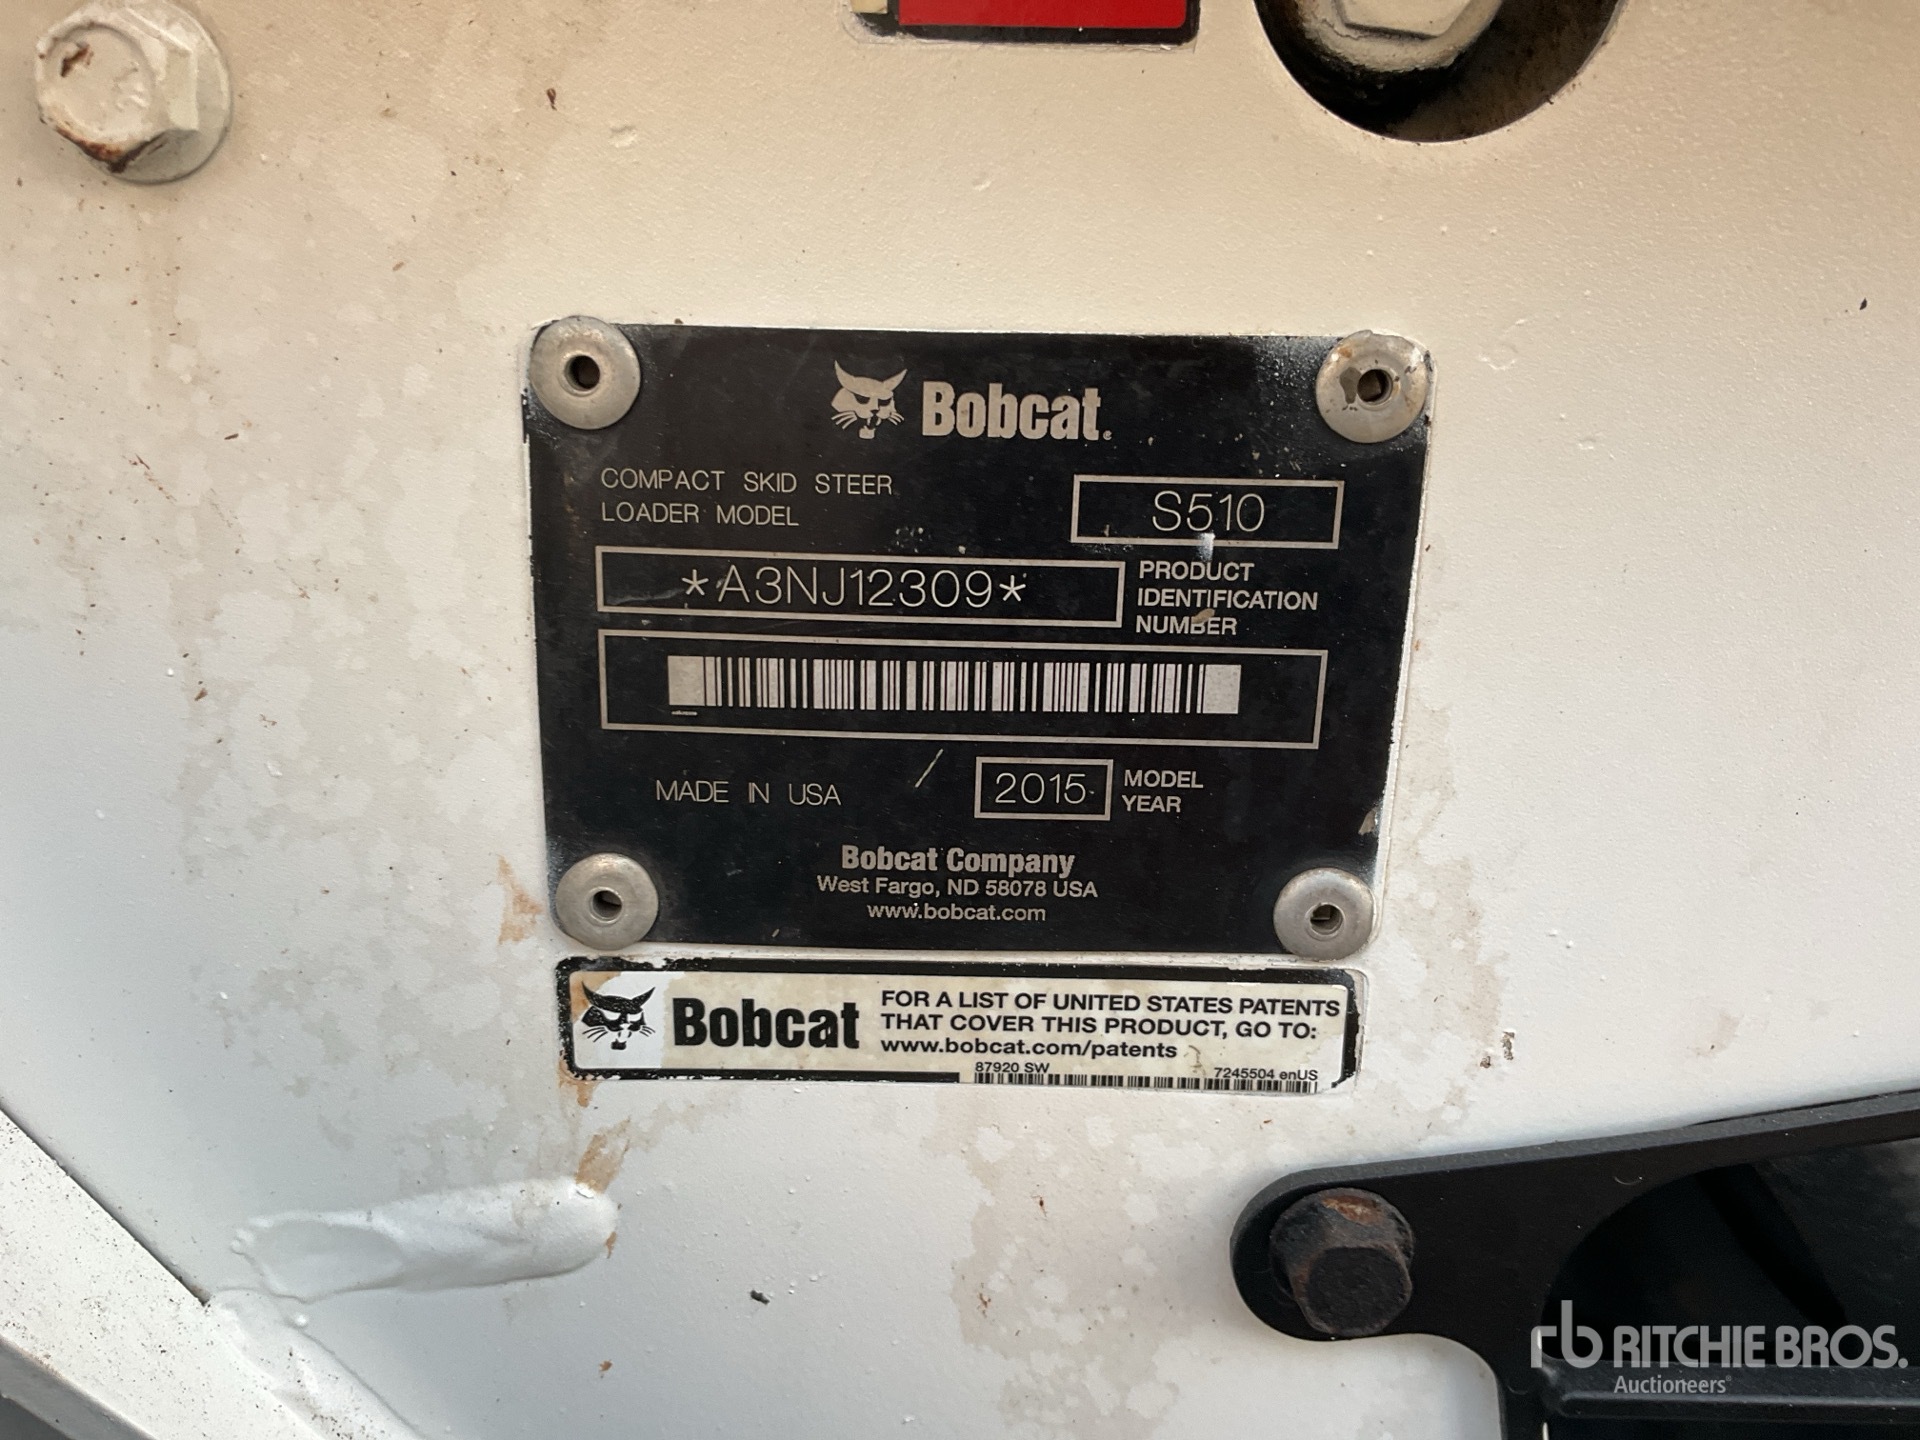 Bobcat®
COMPACT SKID STEER
LOADER MODEL
S510
*A3NJ12309*
PRODUCT
IDENTIFICATION
NUMBER
MADE IN USA
2015
MODEL
YEAR
Bobcat Company
West Fargo, ND 58078 USA
www.bobcat.com
Bobcat
FOR A LIST OF UNITED STATES PATENTS
THAT COVER THIS PRODUCT, GO TO:
www.bobcat.com/patents
87920 SW
7245504 enUS
rb RITCHIE BROS.
Auctioneers